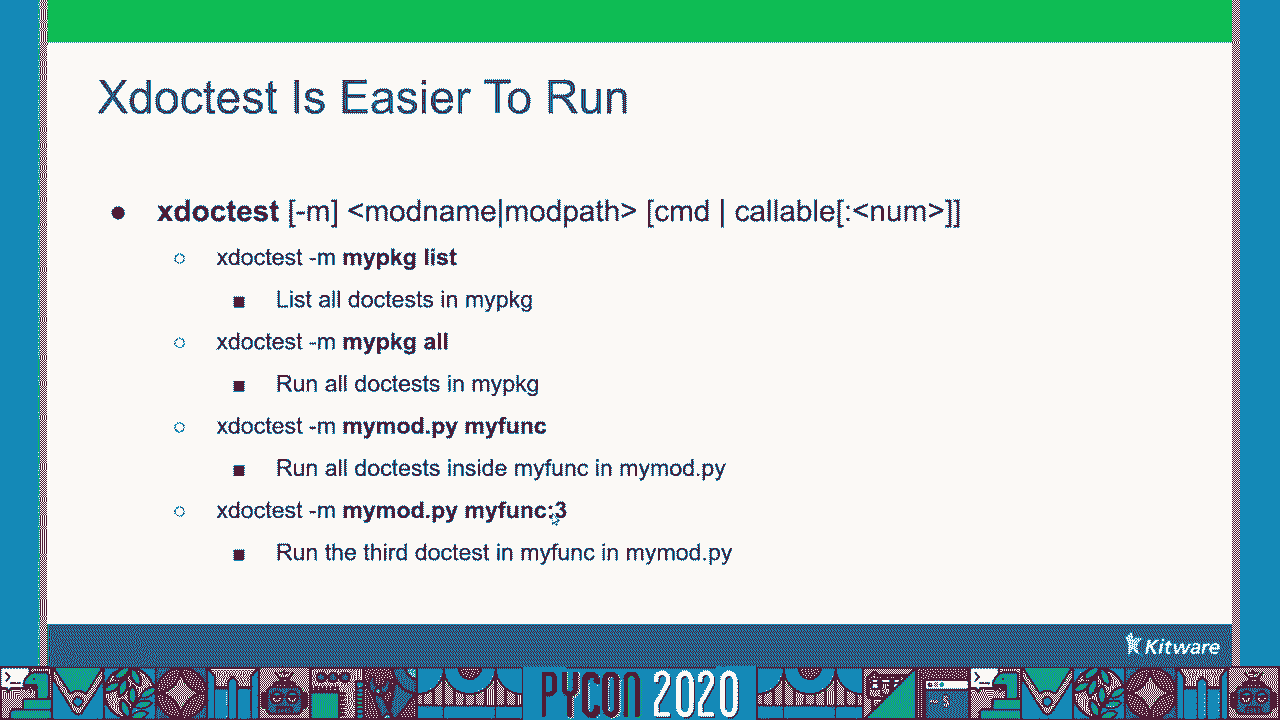 Xdoctest Is Easier To Run
● xdoctest [-m] <modname|modpath> [cmd | callable[:<num>]]
○ xdoctest -m mypkg list
■ List all doctests in mypkg
○ xdoctest -m mypkg all
■ Run all doctests in mypkg
○ xdoctest -m mymod.py myfunc
■ Run all doctests inside myfunc in mymod.py
○ xdoctest -m mymod.py myfunc:3
■ Run the third doctest in myfunc in mymod.py
Kitware
PYCON 2020